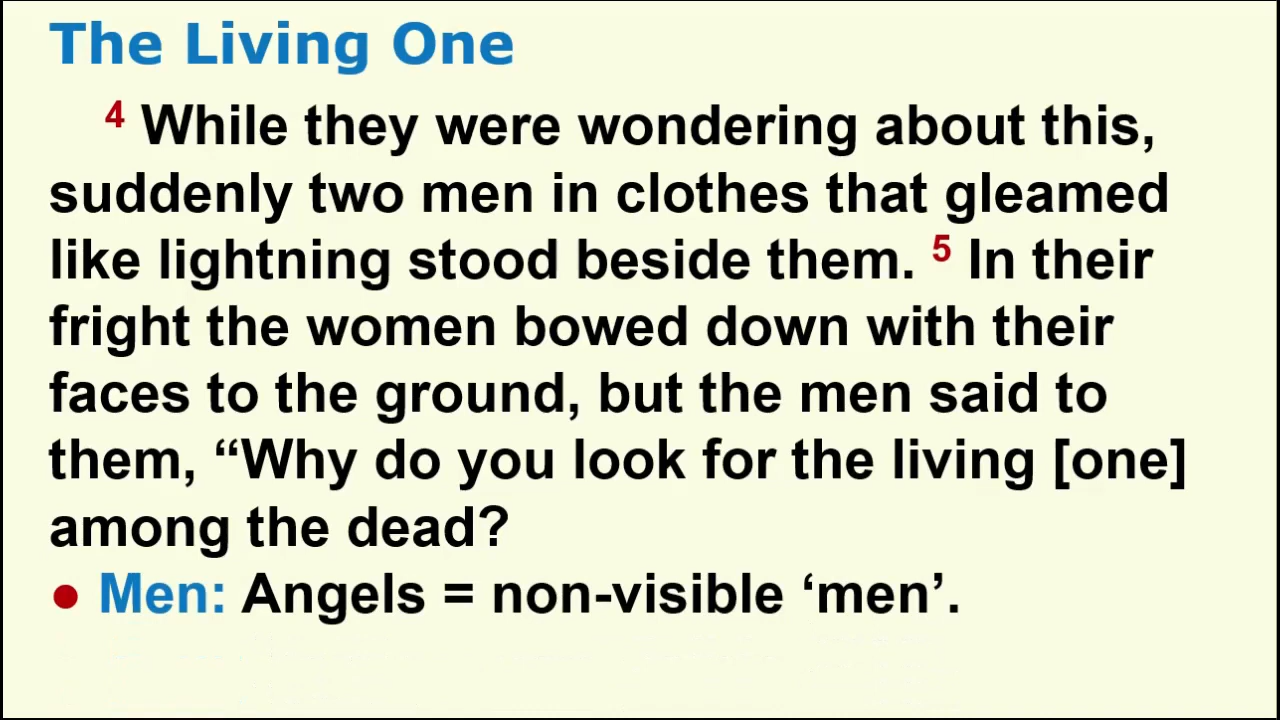 The Living One
4 While they were wondering about this,
suddenly two men in clothes that gleamed
like lightning stood beside them. 5 In their
fright the women bowed down with their
faces to the ground, but the men said to
them, “Why do you look for the living [one]
among the dead?
● Men: Angels = non-visible ‘men’.